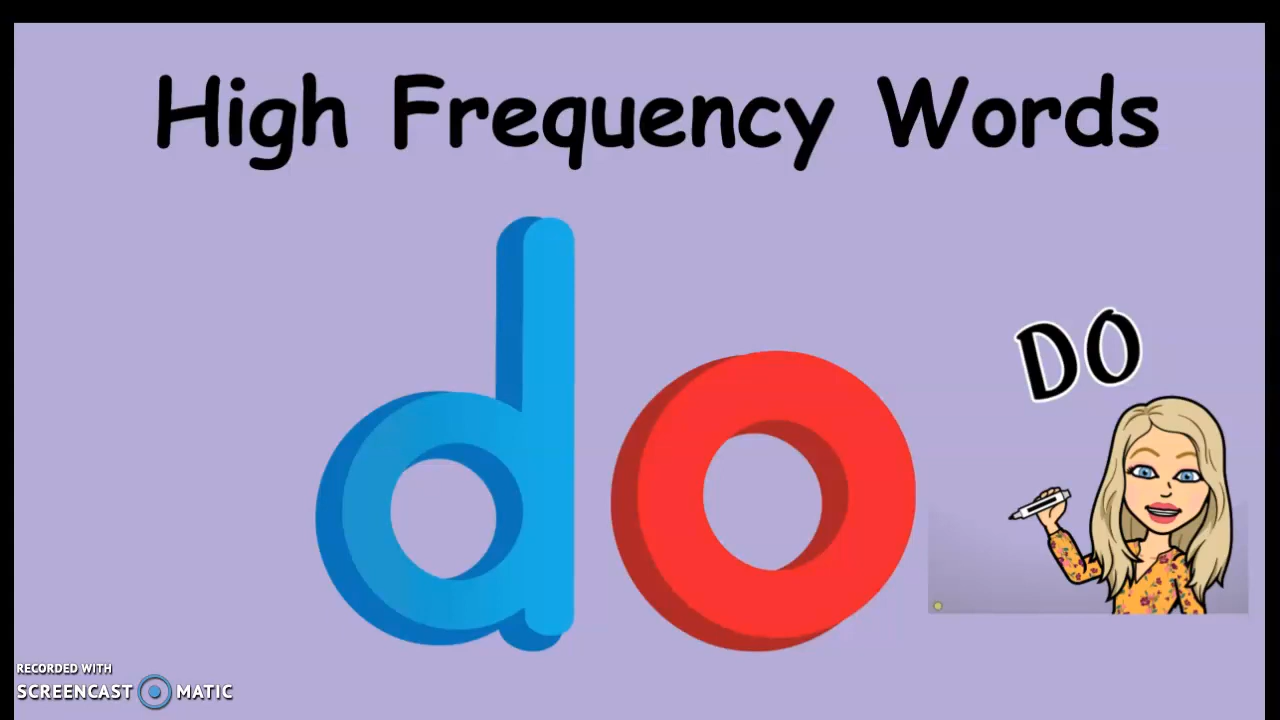 High Frequency Words
do
DO
RECORDED WITH
SCREENCAST MATIC